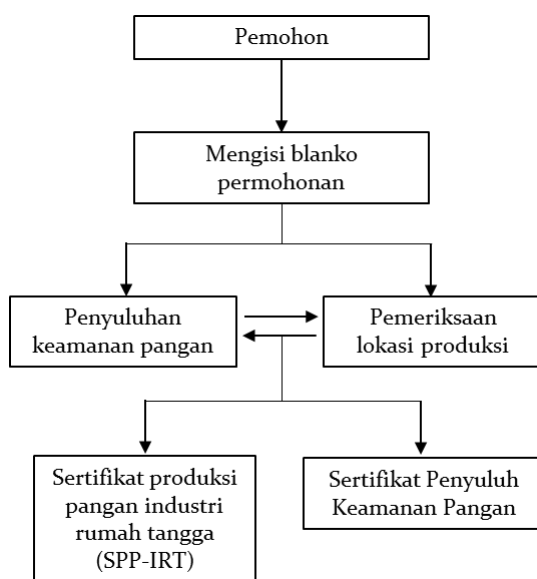 Pemohon
Mengisi blanko
permohonan
Penyuluhan
keamanan pangan
Pemeriksaan
lokasi produksi
Sertifikat produksi
pangan industri
rumah tangga
(SPP-IRT)
Sertifikat Penyuluh
Keamanan Pangan